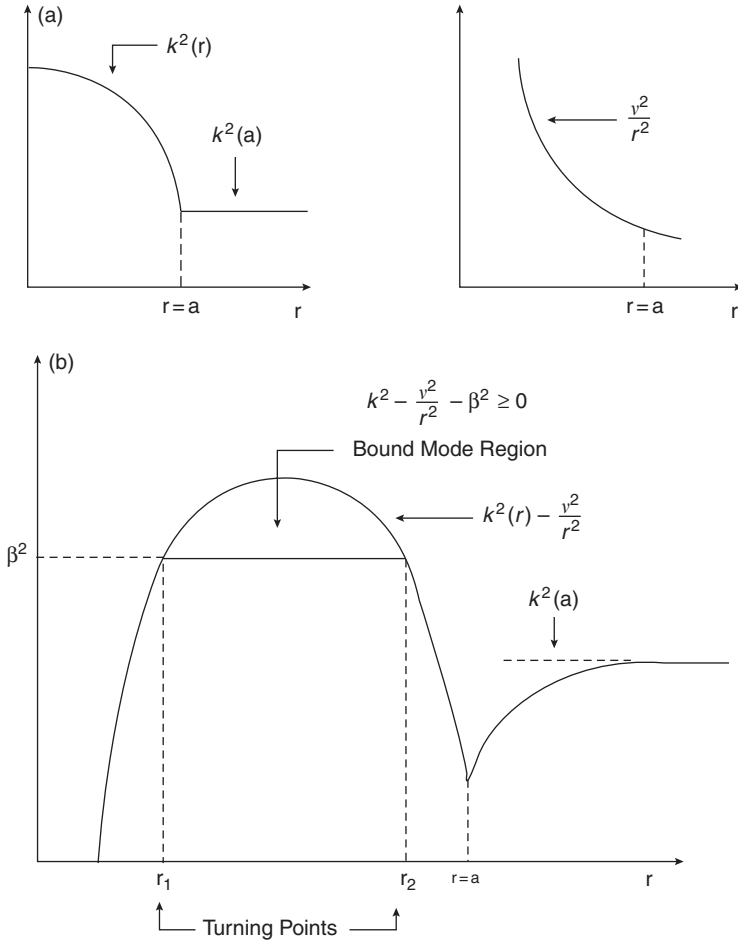 (a)
k²(r)
k²(a)
r = a
r
ν²
r²
r = a
r
(b)
k² − ν²/r² − β² ≥ 0
Bound Mode Region
k²(r) − ν²/r²
β²
k²(a)
r₁
r₂
r = a
r
Turning Points